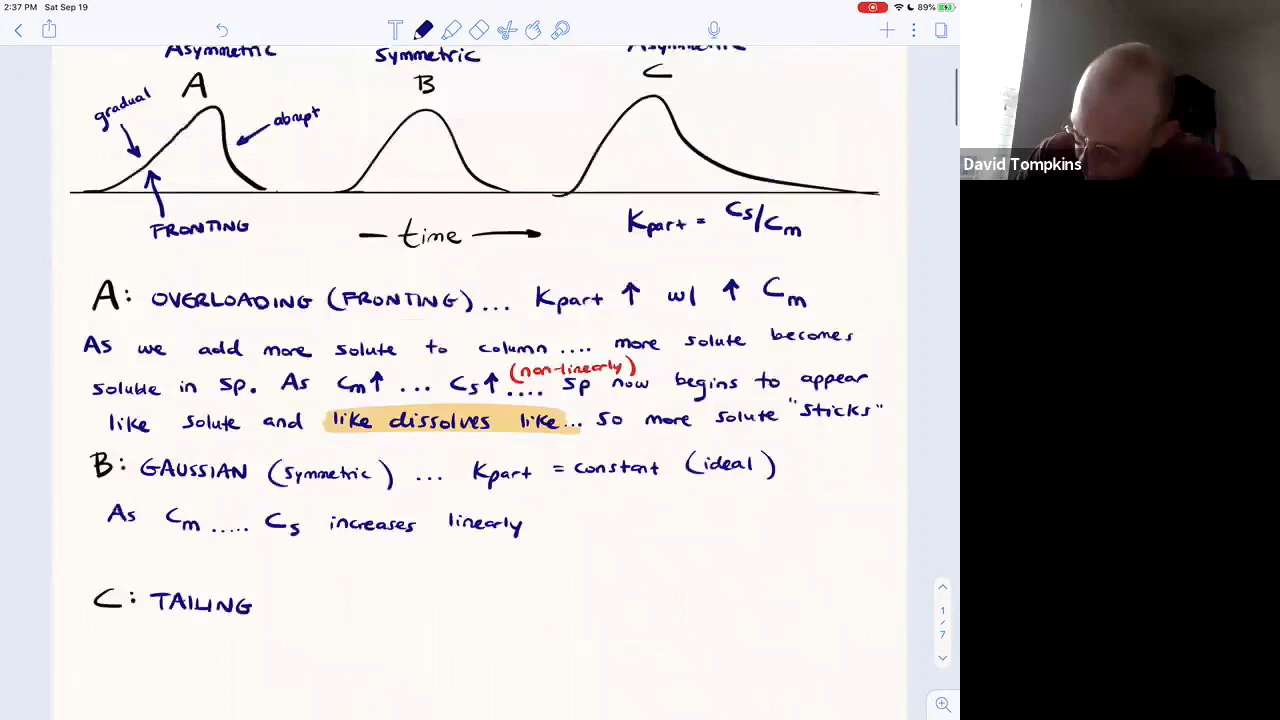 2:37 PM Sat Sep 19
89%
T
Asymmetric
Symmetric
Asymmetric
A
B
C
gradual
abrupt
David Tompkins
FRONTING
time
Kpart = Cs/Cm
A: OVERLOADING (FRONTING)... Kpart ↑ w/ ↑ Cm
As we add more solute to column .... more solute becomes
soluble in sp. As Cm↑ ... Cs↑ (non-linearly) .... sp now begins to appear
like solute and like dissolves like... so more solute "sticks"
B: GAUSSIAN (symmetric) ... Kpart = constant (ideal)
As Cm ..... Cs increases linearly
C: TAILING
1
/
7